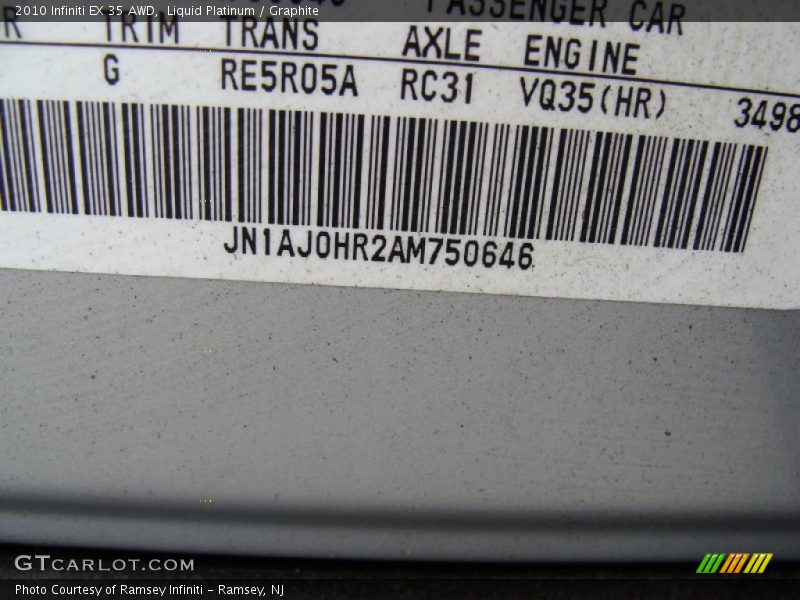 2010 Infiniti EX 35 AWD, Liquid Platinum / Graphite
PASSENGER CAR
R TRIM TRANS AXLE ENGINE
G RE5R05A RC31 VQ35(HR) 3498
JN1AJ0HR2AM750646
GTCARLOT.COM
Photo Courtesy of Ramsey Infiniti - Ramsey, NJ